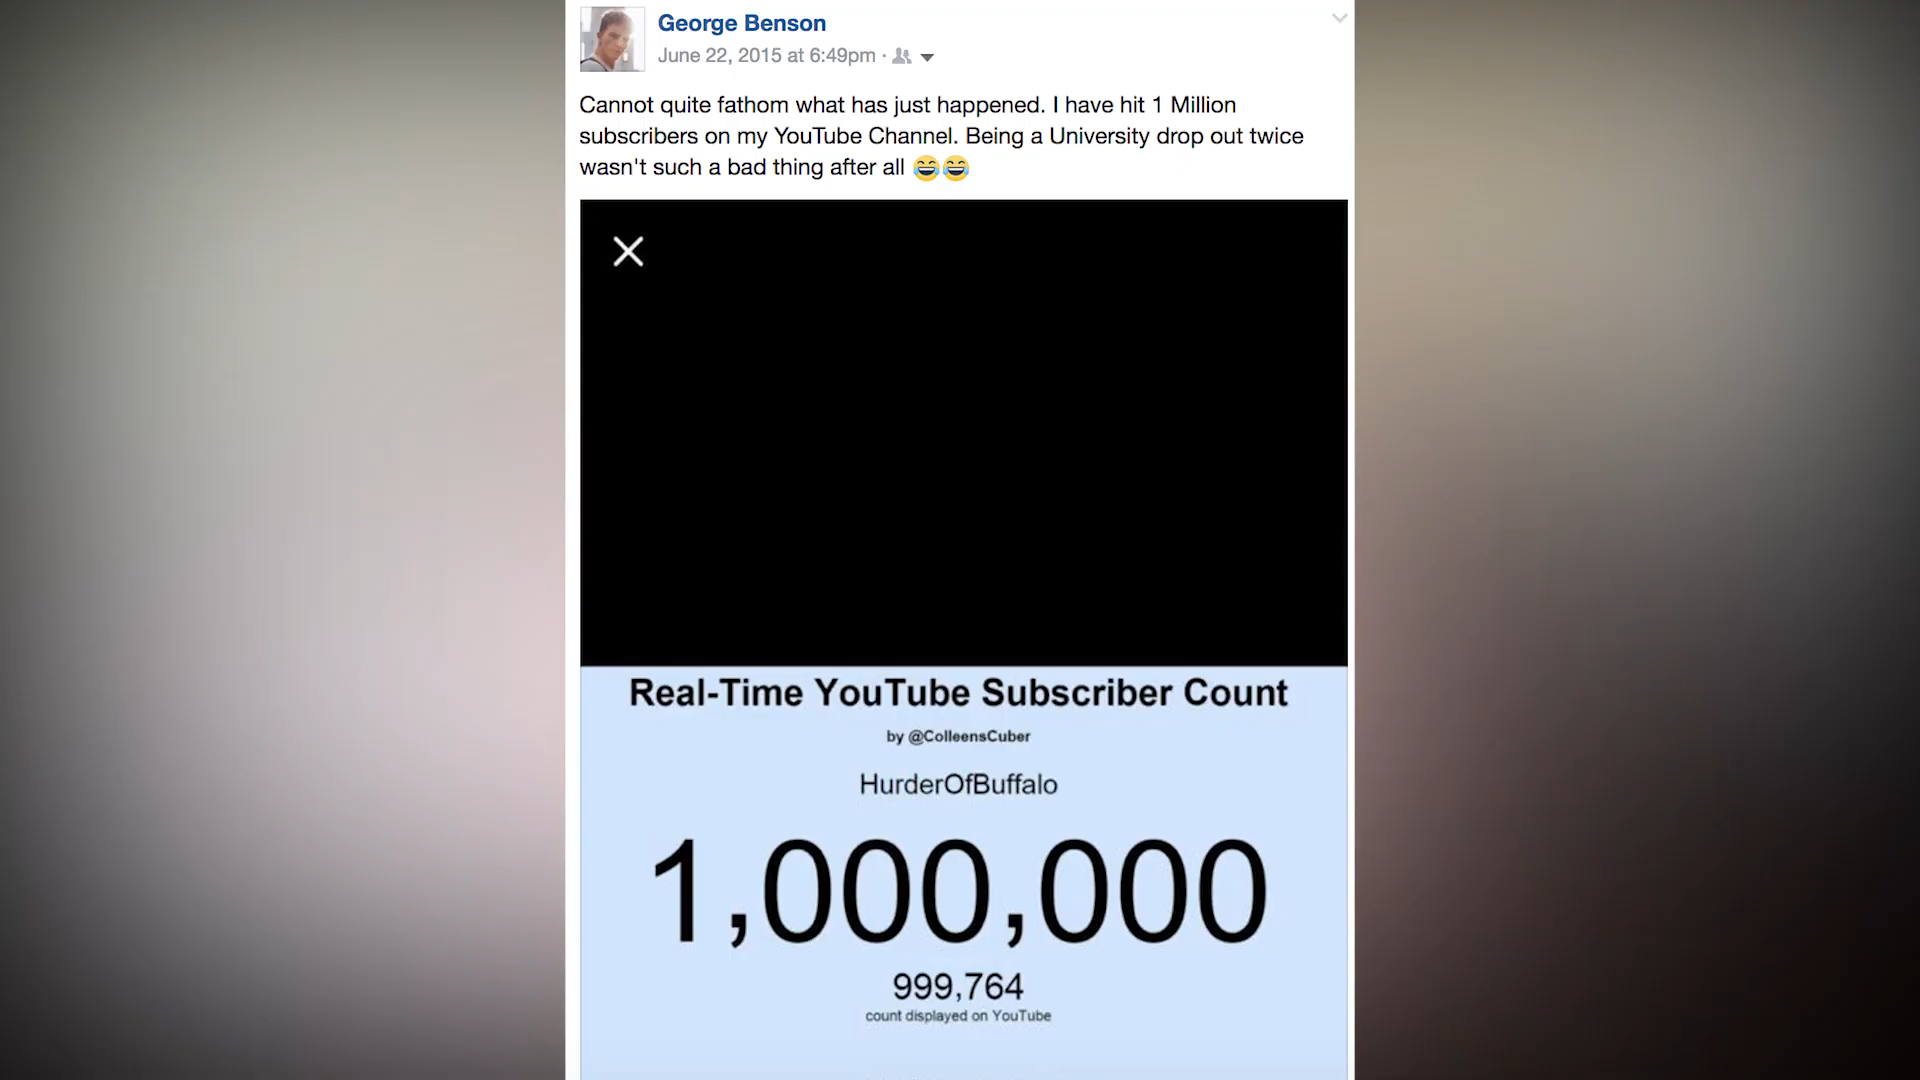 George Benson
June 22, 2015 at 6:49pm ·
Cannot quite fathom what has just happened. I have hit 1 Million
subscribers on my YouTube Channel. Being a University drop out twice
wasn't such a bad thing after all 😂😂
Real-Time YouTube Subscriber Count
by @ColleensCuber
HurderOfBuffalo
1,000,000
999,764
count displayed on YouTube